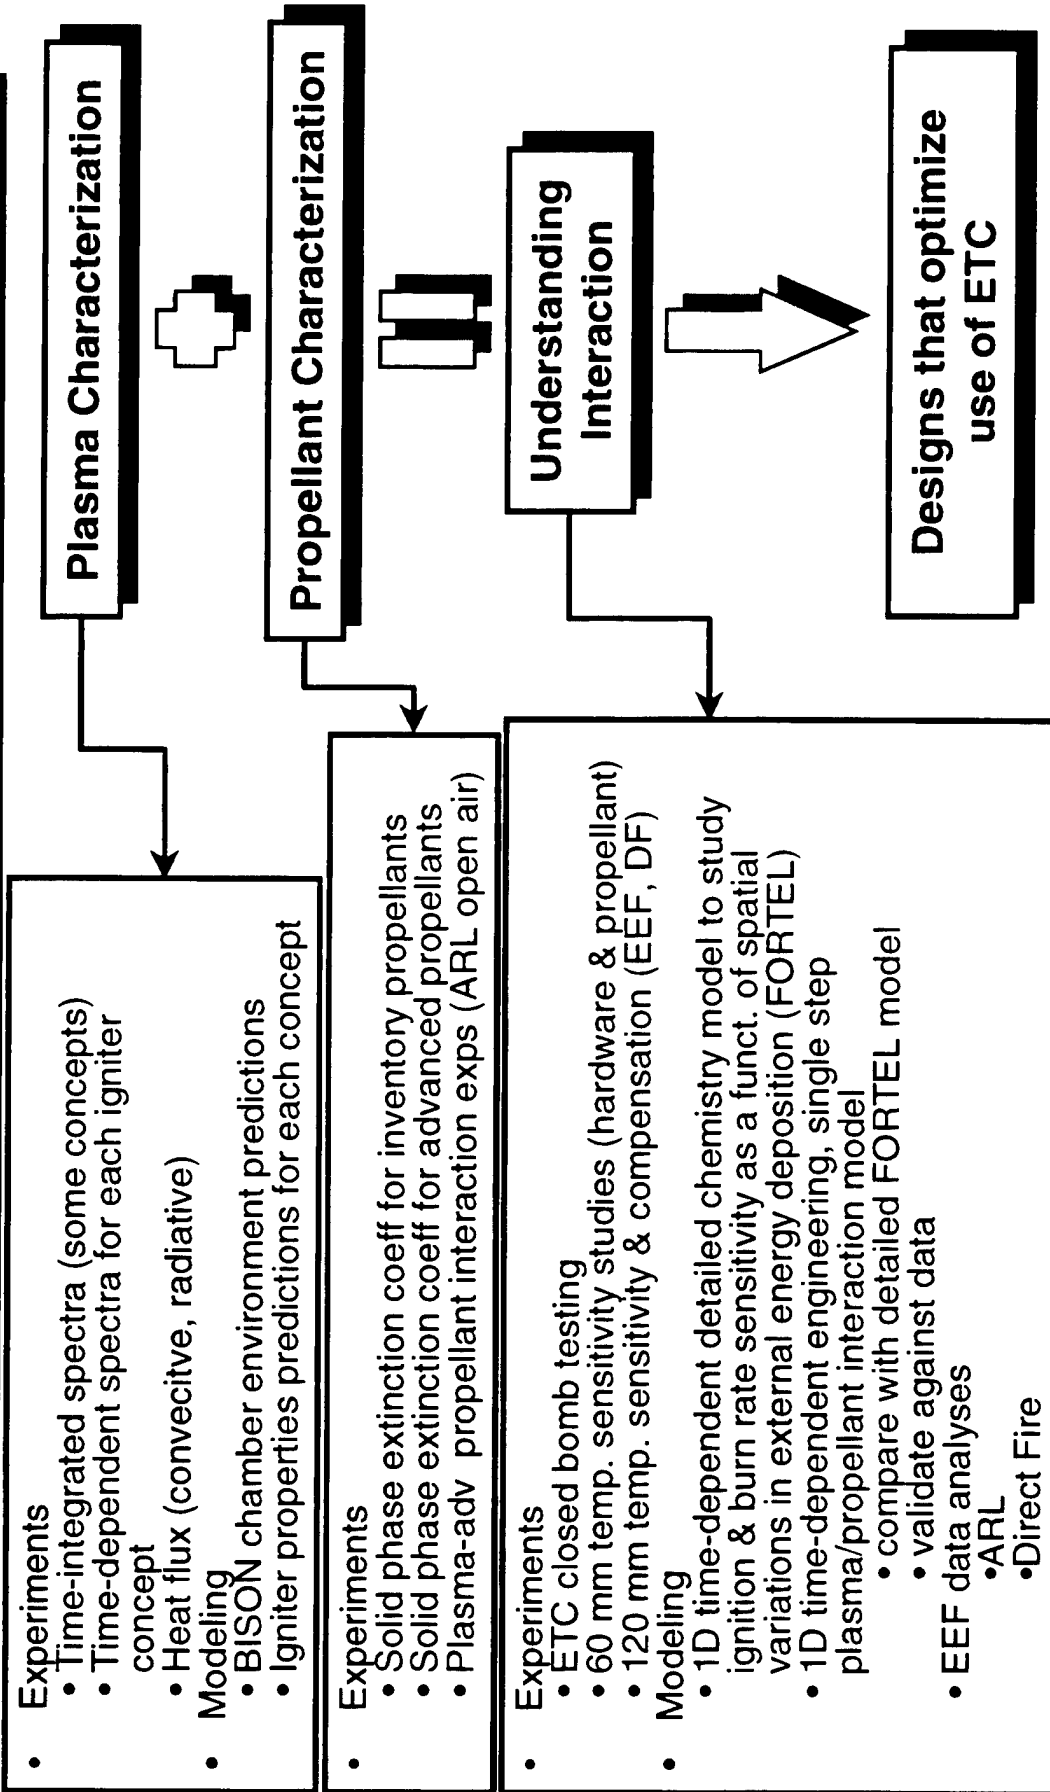 Plasma Characterization
Propellant Characterization
Understanding
Interaction
Designs that optimize
use of ETC
• Experiments
• Time-integrated spectra (some concepts)
• Time-dependent spectra for each igniter
concept
• Heat flux (convecitve, radiative)
• Modeling
• BISON chamber environment predictions
• Igniter properties predictions for each concept
• Experiments
• Solid phase extinction coeff for inventory propellants
• Solid phase extinction coeff for advanced propellants
• Plasma-adv propellant interaction exps (ARL open air)
• Experiments
• ETC closed bomb testing
• 60 mm temp. sensitivity studies (hardware & propellant)
• 120 mm temp. sensitivity & compensation (EEF, DF)
• Modeling
• 1D time-dependent detailed chemistry model to study
ignition & burn rate sensitivity as a funct. of spatial
variations in external energy deposition (FORTEL)
• 1D time-dependent engineering, single step
plasma/propellant interaction model
• compare with detailed FORTEL model
• validate against data
• EEF data analyses
•ARL
•Direct Fire